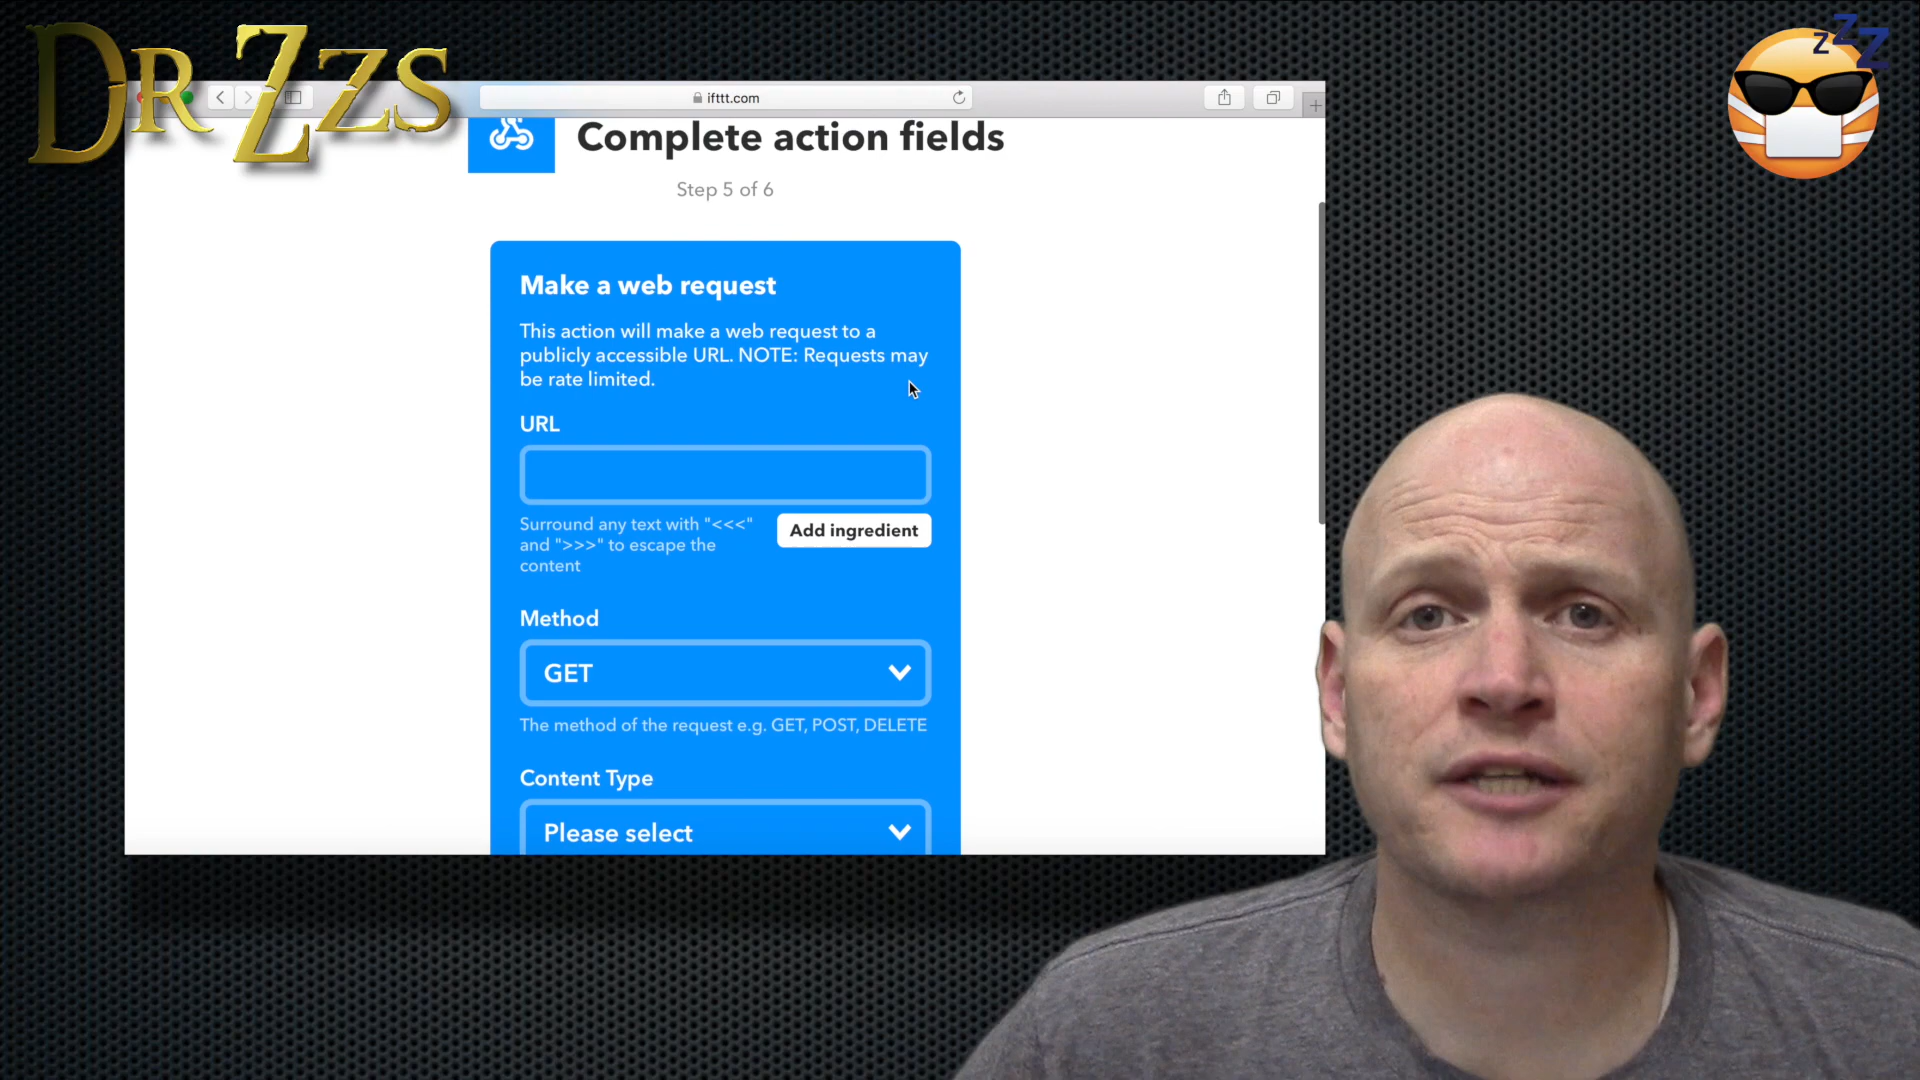 DR ZZS
zZZ
ifttt.com
Complete action fields
Step 5 of 6
Make a web request
This action will make a web request to a
publicly accessible URL. NOTE: Requests may
be rate limited.
URL
Surround any text with "<<<"
and ">>>" to escape the
content
Add ingredient
Method
GET
The method of the request e.g. GET, POST, DELETE
Content Type
Please select